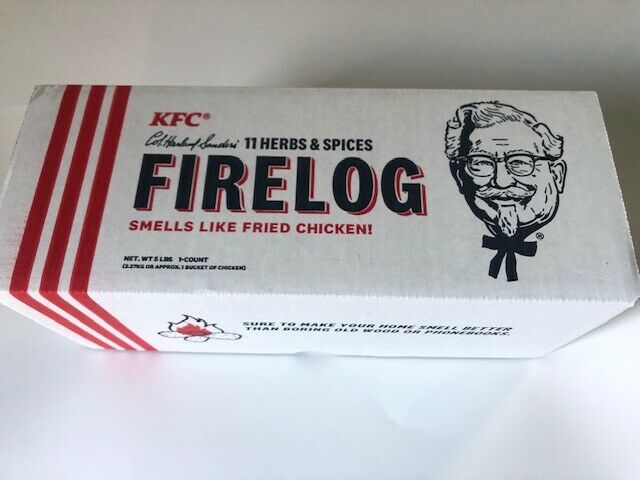 KFC®
Col. Harland Sanders' 11 HERBS & SPICES
FIRELOG
SMELLS LIKE FRIED CHICKEN!
NET. WT 5 LBS 1-COUNT
(2.27KG OR APPROX. 1 BUCKET OF CHICKEN)
®
SURE TO MAKE YOUR HOME SMELL BETTER
THAN BORING OLD WOOD OR PHONEBOOKS.